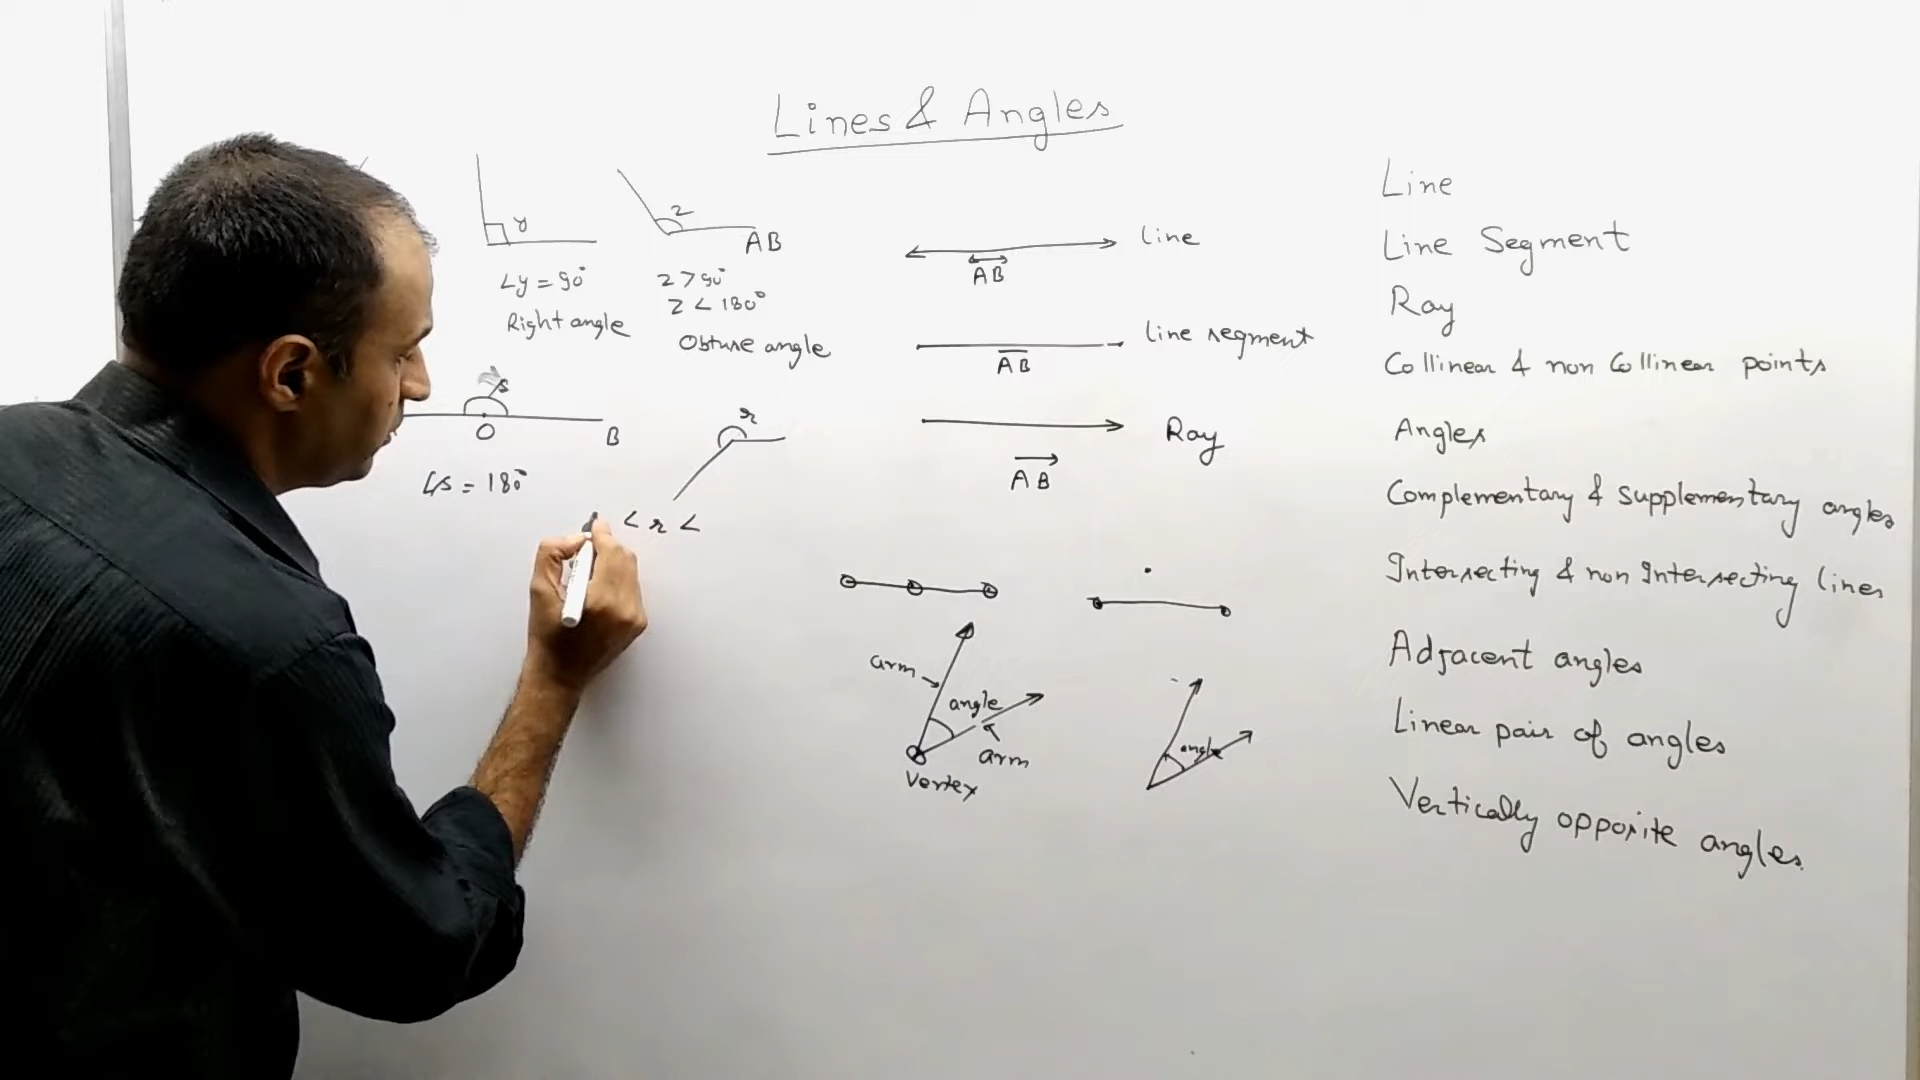 Lines & Angles
y
∠y = 90°
Right angle
z
AB
z > 90°
z < 180°
Obtuse angle
s
O
B
∠s = 180°
r
< r <
line
AB
line segment
AB
Ray
AB
arm
angle
arm
Vertex
angle
Line
Line Segment
Ray
Collinear & non Collinear points
Angles
Complementary & supplementary angles
Intersecting & non Intersecting lines
Adjacent angles
Linear pair of angles
Vertically opposite angles